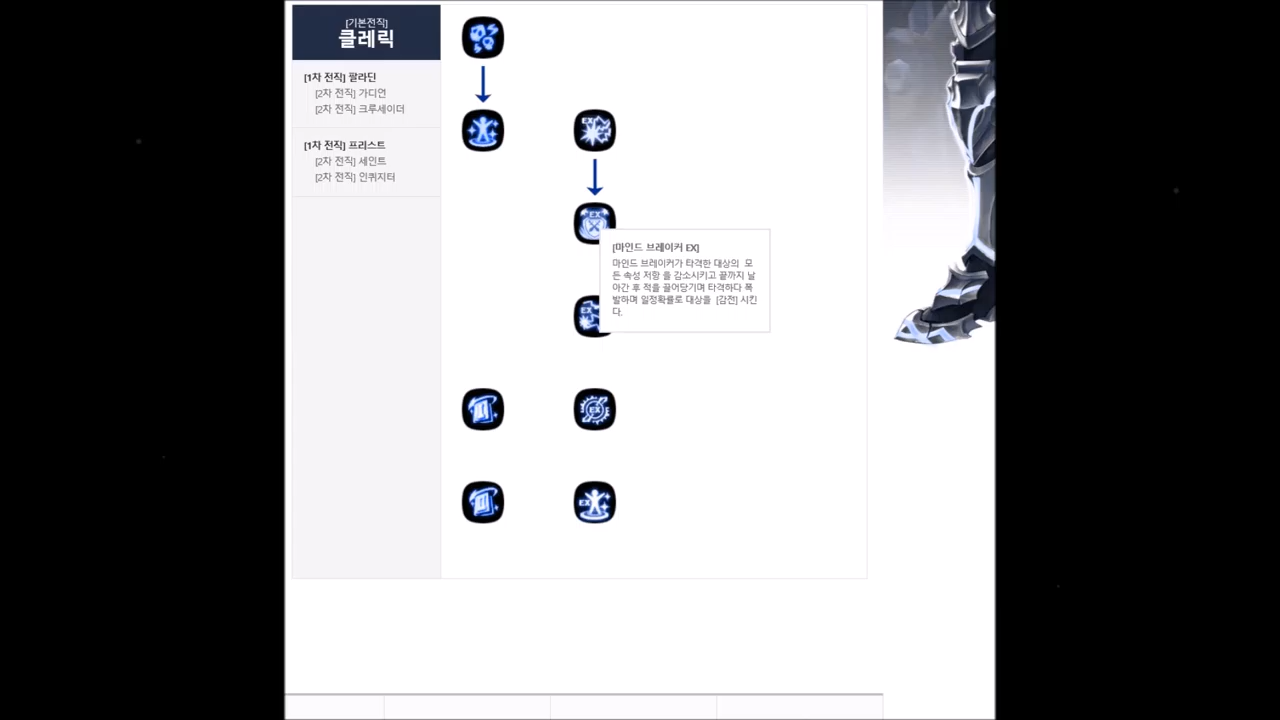 [기본전직]
클레릭
[1차 전직] 팔라딘
[2차 전직] 가디언
[2차 전직] 크루세이더
[1차 전직] 프리스트
[2차 전직] 세인트
[2차 전직] 인퀴지터
EX
EX
EX
EX
EX
[마인드 브레이커 EX]
마인드 브레이커가 타격한 대상의 모
든 속성 저항 을 감소시키고 끝까지 날
아간 후 적을 끌어당기며 타격하다 폭
발하며 일정확률로 대상을 [감전] 시킨
다.